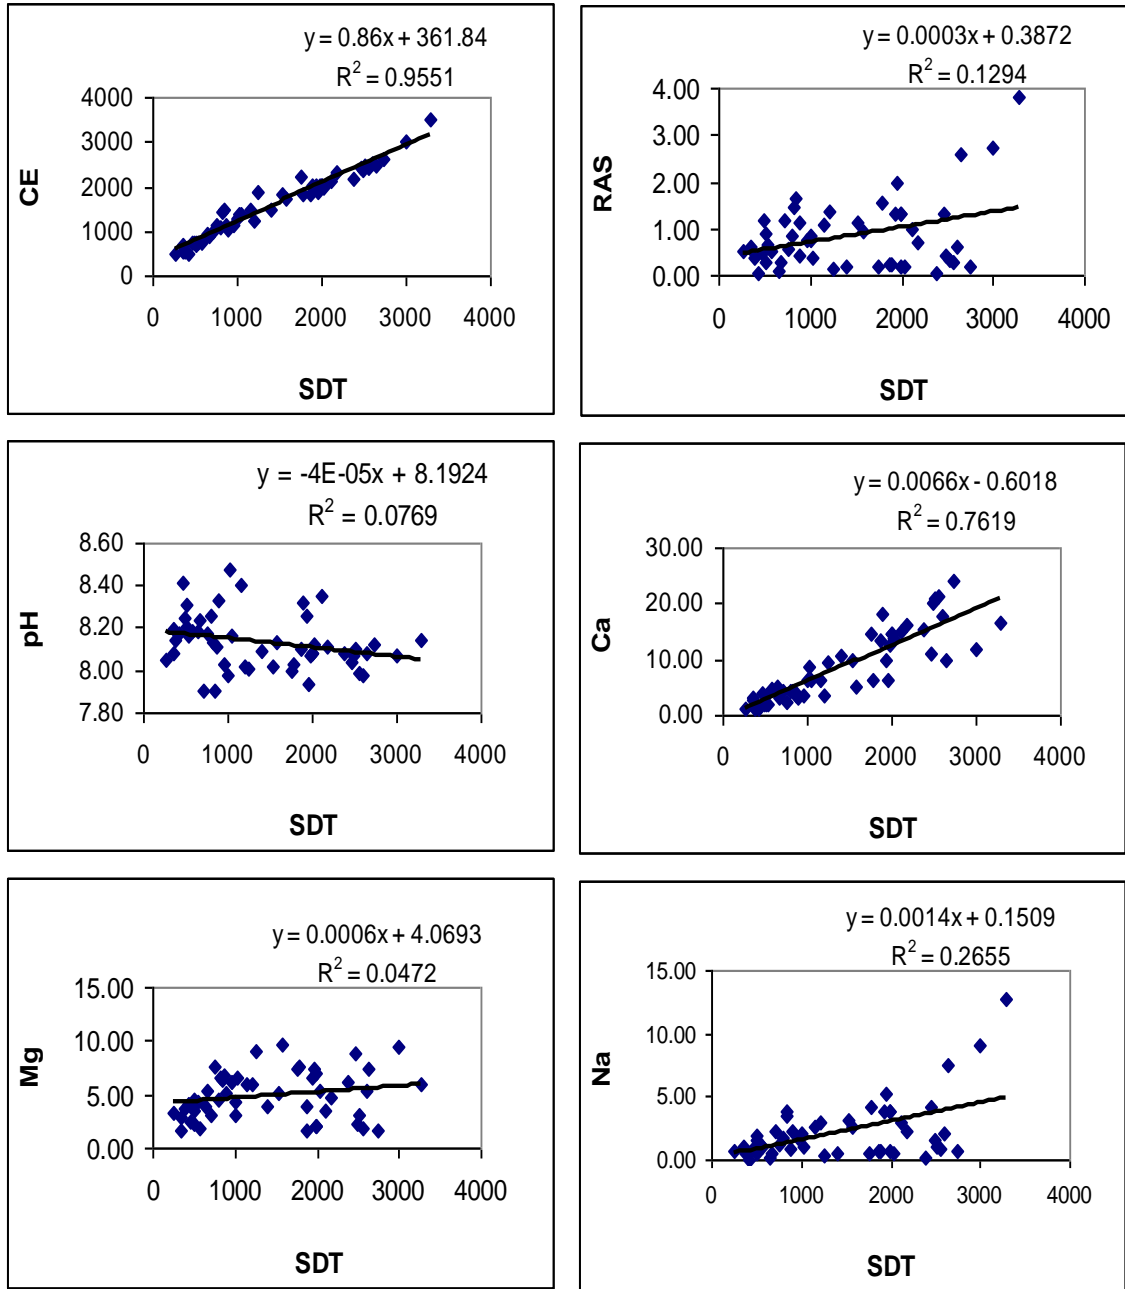 y = 0.86x + 361.84
R² = 0.9551
CE
4000
3000
2000
1000
0
0 1000 2000 3000 4000
SDT
y = 0.0003x + 0.3872
R² = 0.1294
RAS
4.00
3.00
2.00
1.00
0.00
0 1000 2000 3000 4000
SDT
y = -4E-05x + 8.1924
R² = 0.0769
pH
8.60
8.40
8.20
8.00
7.80
0 1000 2000 3000 4000
SDT
y = 0.0066x - 0.6018
R² = 0.7619
Ca
30.00
20.00
10.00
0.00
0 1000 2000 3000 4000
SDT
y = 0.0006x + 4.0693
R² = 0.0472
Mg
15.00
10.00
5.00
0.00
0 1000 2000 3000 4000
SDT
y = 0.0014x + 0.1509
R² = 0.2655
Na
15.00
10.00
5.00
0.00
0 1000 2000 3000 4000
SDT